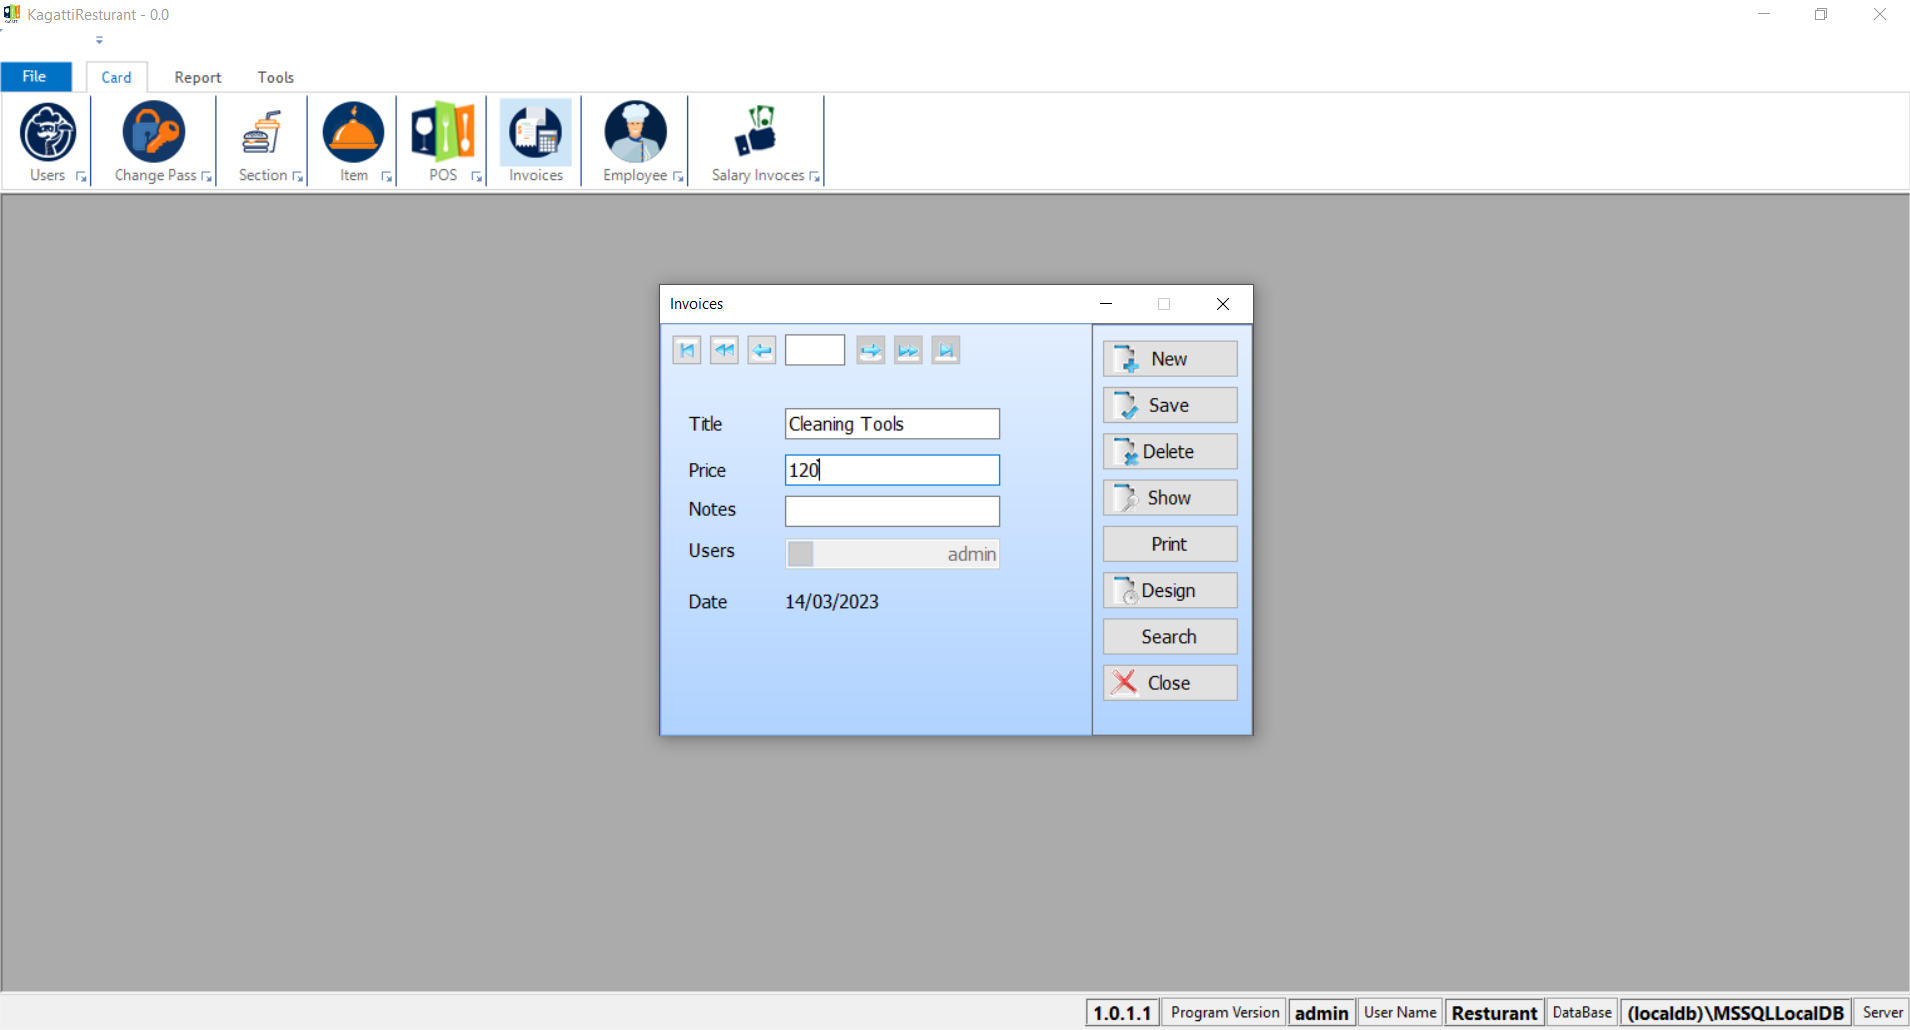 KagattiResturant - 0.0
File Card Report Tools
Users Change Pass Section Item POS Invoices Employee Salary Invoces
Invoices
New
Title Cleaning Tools Save
Price 120 Delete
Notes Show
Users admin Print
Date 14/03/2023 Design
Search
Close
1.0.1.1 Program Version admin User Name Resturant DataBase (localdb)\MSSQLLocalDB Server